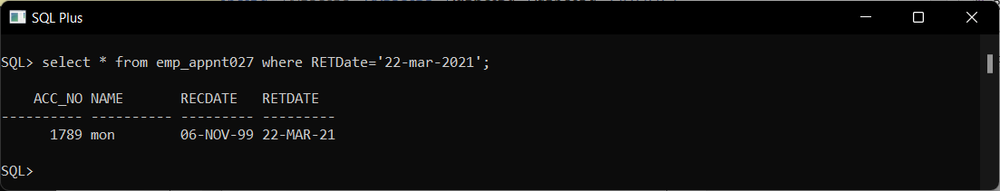 SQL Plus
SQL> select * from emp_appnt027 where RETDate='22-mar-2021';
    ACC_NO NAME       RECDATE   RETDATE
---------- ---------- --------- ---------
      1789 mon        06-NOV-99 22-MAR-21
SQL>